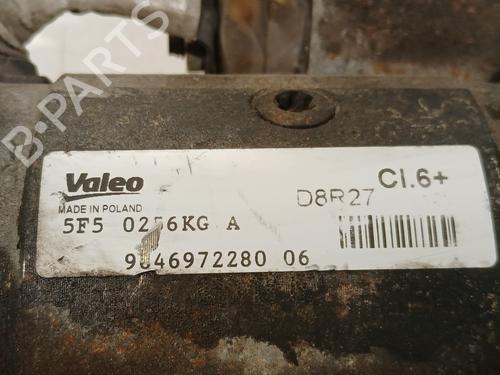 B-PARTS
Valeo
MADE IN POLAND
Cl.6+
D8R27
5F5 0256KG A
9646972280 06